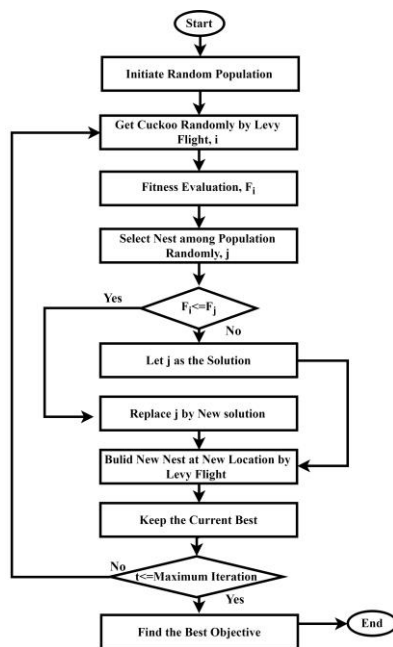 Start
Initiate Random Population
Get Cuckoo Randomly by Levy
Flight, i
Fitness Evaluation, Fi
Select Nest among Population
Randomly, j
Yes
Fi<=Fj
No
Let j as the Solution
Replace j by New solution
Bulid New Nest at New Location by
Levy Flight
Keep the Current Best
No
t<=Maximum Iteration
Yes
Find the Best Objective
End